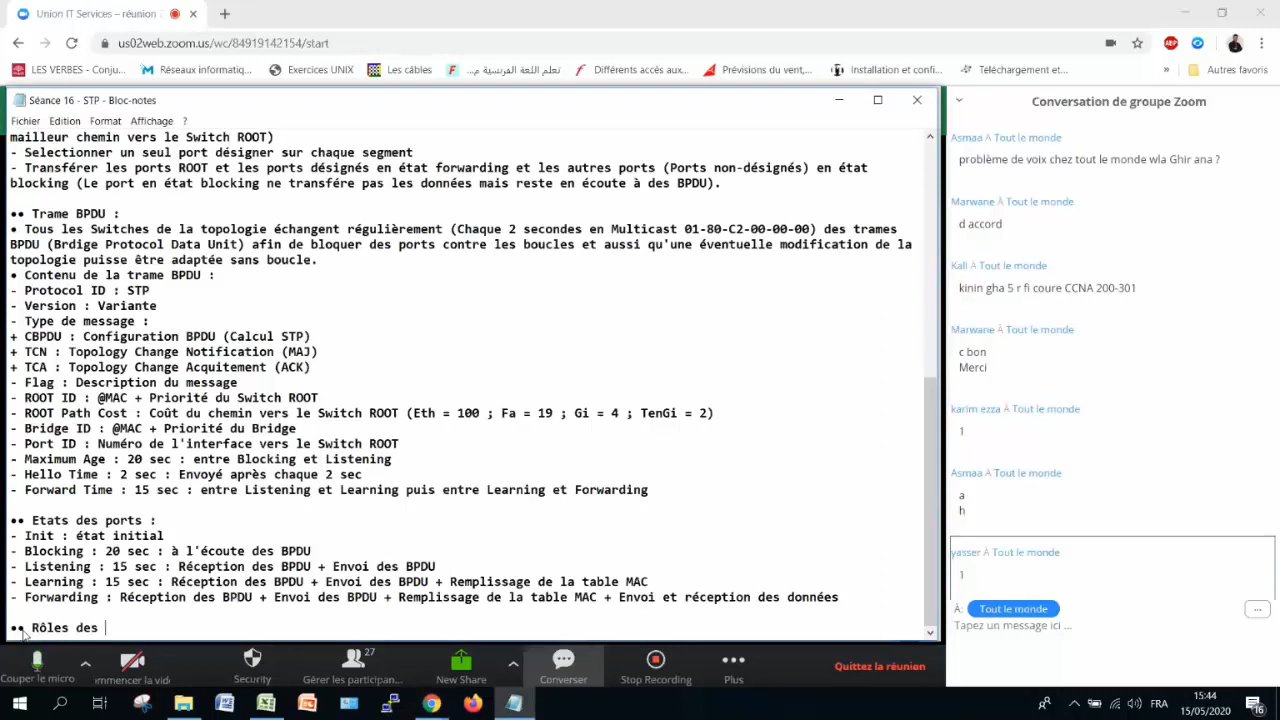 Union IT Services – réunion
us02web.zoom.us/wc/84919142154/start
LES VERBES - Conju...
Réseaux informatiq...
Exercices UNIX
Les câbles
تعلم اللغة الفرنسية م...
Différents accès aux...
Prévisions du vent,...
Installation et confi...
Téléchargement et...
»
Autres favoris
Séance 16 - STP - Bloc-notes
Fichier Edition Format Affichage ?
mailleur chemin vers le Switch ROOT)
- Selectionner un seul port désigner sur chaque segment
- Transférer les ports ROOT et les ports désignés en état forwarding et les autres ports (Ports non-désignés) en état
blocking (Le port en état blocking ne transfére pas les données mais reste en écoute à des BPDU).
•• Trame BPDU :
• Tous les Switches de la topologie échangent régulièrement (Chaque 2 secondes en Multicast 01-80-C2-00-00-00) des trames
BPDU (Brdige Protocol Data Unit) afin de bloquer des ports contre les boucles et aussi qu'une éventuelle modification de la
topologie puisse être adaptée sans boucle.
• Contenu de la trame BPDU :
- Protocol ID : STP
- Version : Variante
- Type de message :
+ CBPDU : Configuration BPDU (Calcul STP)
+ TCN : Topology Change Notification (MAJ)
+ TCA : Topology Change Acquitement (ACK)
- Flag : Description du message
- ROOT ID : @MAC + Priorité du Switch ROOT
- ROOT Path Cost : Coût du chemin vers le Switch ROOT (Eth = 100 ; Fa = 19 ; Gi = 4 ; TenGi = 2)
- Bridge ID : @MAC + Priorité du Bridge
- Port ID : Numéro de l'interface vers le Switch ROOT
- Maximum Age : 20 sec : entre Blocking et Listening
- Hello Time : 2 sec : Envoyé après chaque 2 sec
- Forward Time : 15 sec : entre Listening et Learning puis entre Learning et Forwarding
•• Etats des ports :
- Init : état initial
- Blocking : 20 sec : à l'écoute des BPDU
- Listening : 15 sec : Réception des BPDU + Envoi des BPDU
- Learning : 15 sec : Réception des BPDU + Envoi des BPDU + Remplissage de la table MAC
- Forwarding : Réception des BPDU + Envoi des BPDU + Remplissage de la table MAC + Envoi et réception des données
•• Rôles des
Conversation de groupe Zoom
Asmaa À Tout le monde
problème de voix chez tout le monde wla Ghir ana ?
Marwane À Tout le monde
d accord
Kali À Tout le monde
kinin gha 5 r fi coure CCNA 200-301
Marwane À Tout le monde
c bon
Merci
karim ezza À Tout le monde
1
Asmaa À Tout le monde
a
h
yasser À Tout le monde
1
À: Tout le monde
...
Tapez un message ici ...
Couper le micro
mmencer la vid
Security
27
Gérer les participan...
New Share
Converser
Stop Recording
Plus
Quittez la réunion
FRA
15:44
15/05/2020
16